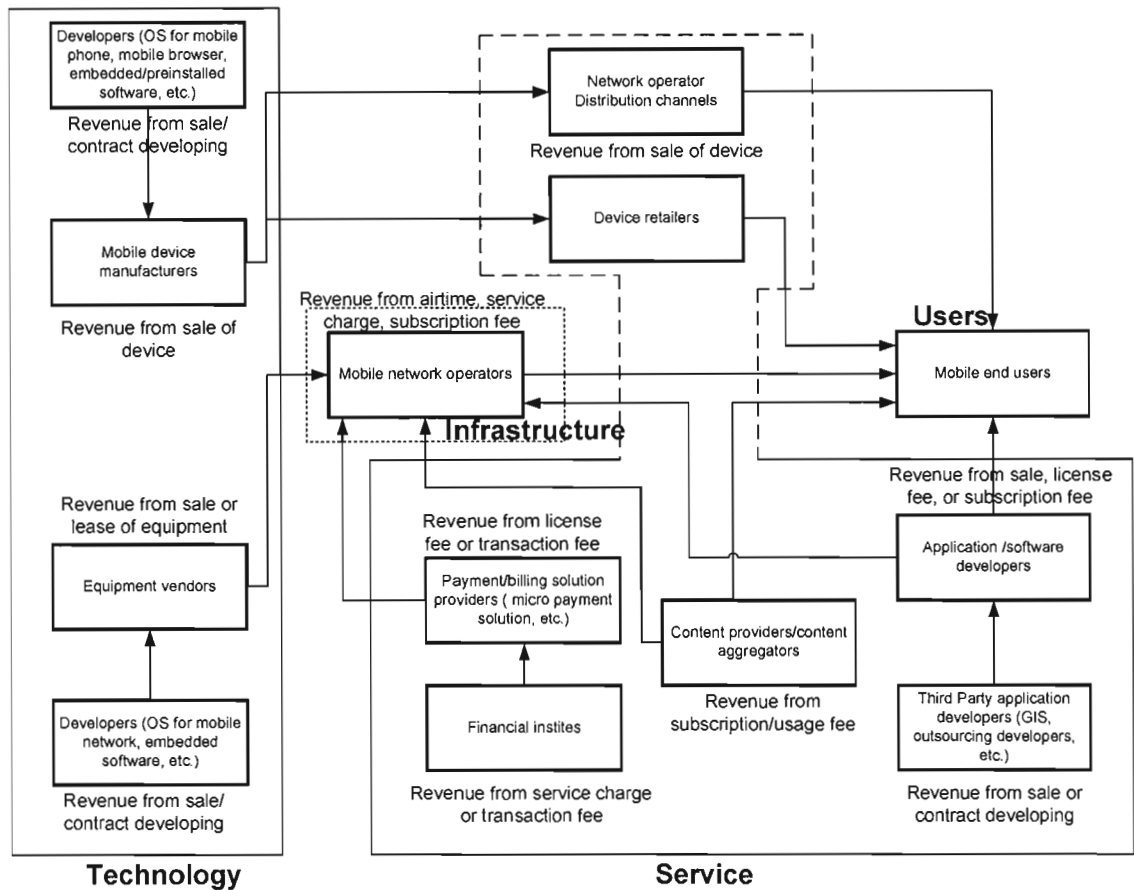 Developers (OS for mobile
phone, mobile browser,
embedded/preinstalled
software, etc.)
Revenue from sale/
contract developing
Mobile device
manufacturers
Revenue from sale of
device
Revenue from sale or
lease of equipment
Equipment vendors
Developers (OS for mobile
network, embedded
software, etc.)
Revenue from sale/
contract developing
Technology
Network operator
Distribution channels
Revenue from sale of device
Device retailers
Revenue from airtime, service
charge, subscription fee
Mobile network operators
Infrastructure
Users
Mobile end users
Revenue from sale, license
fee, or subscription fee
Application /software
developers
Revenue from license
fee or transaction fee
Payment/billing solution
providers ( micro payment
solution, etc.)
Content providers/content
aggregators
Revenue from
subscription/usage fee
Financial instites
Revenue from service charge
or transaction fee
Third Party application
developers (GIS,
outsourcing developers,
etc.)
Revenue from sale or
contract developing
Service